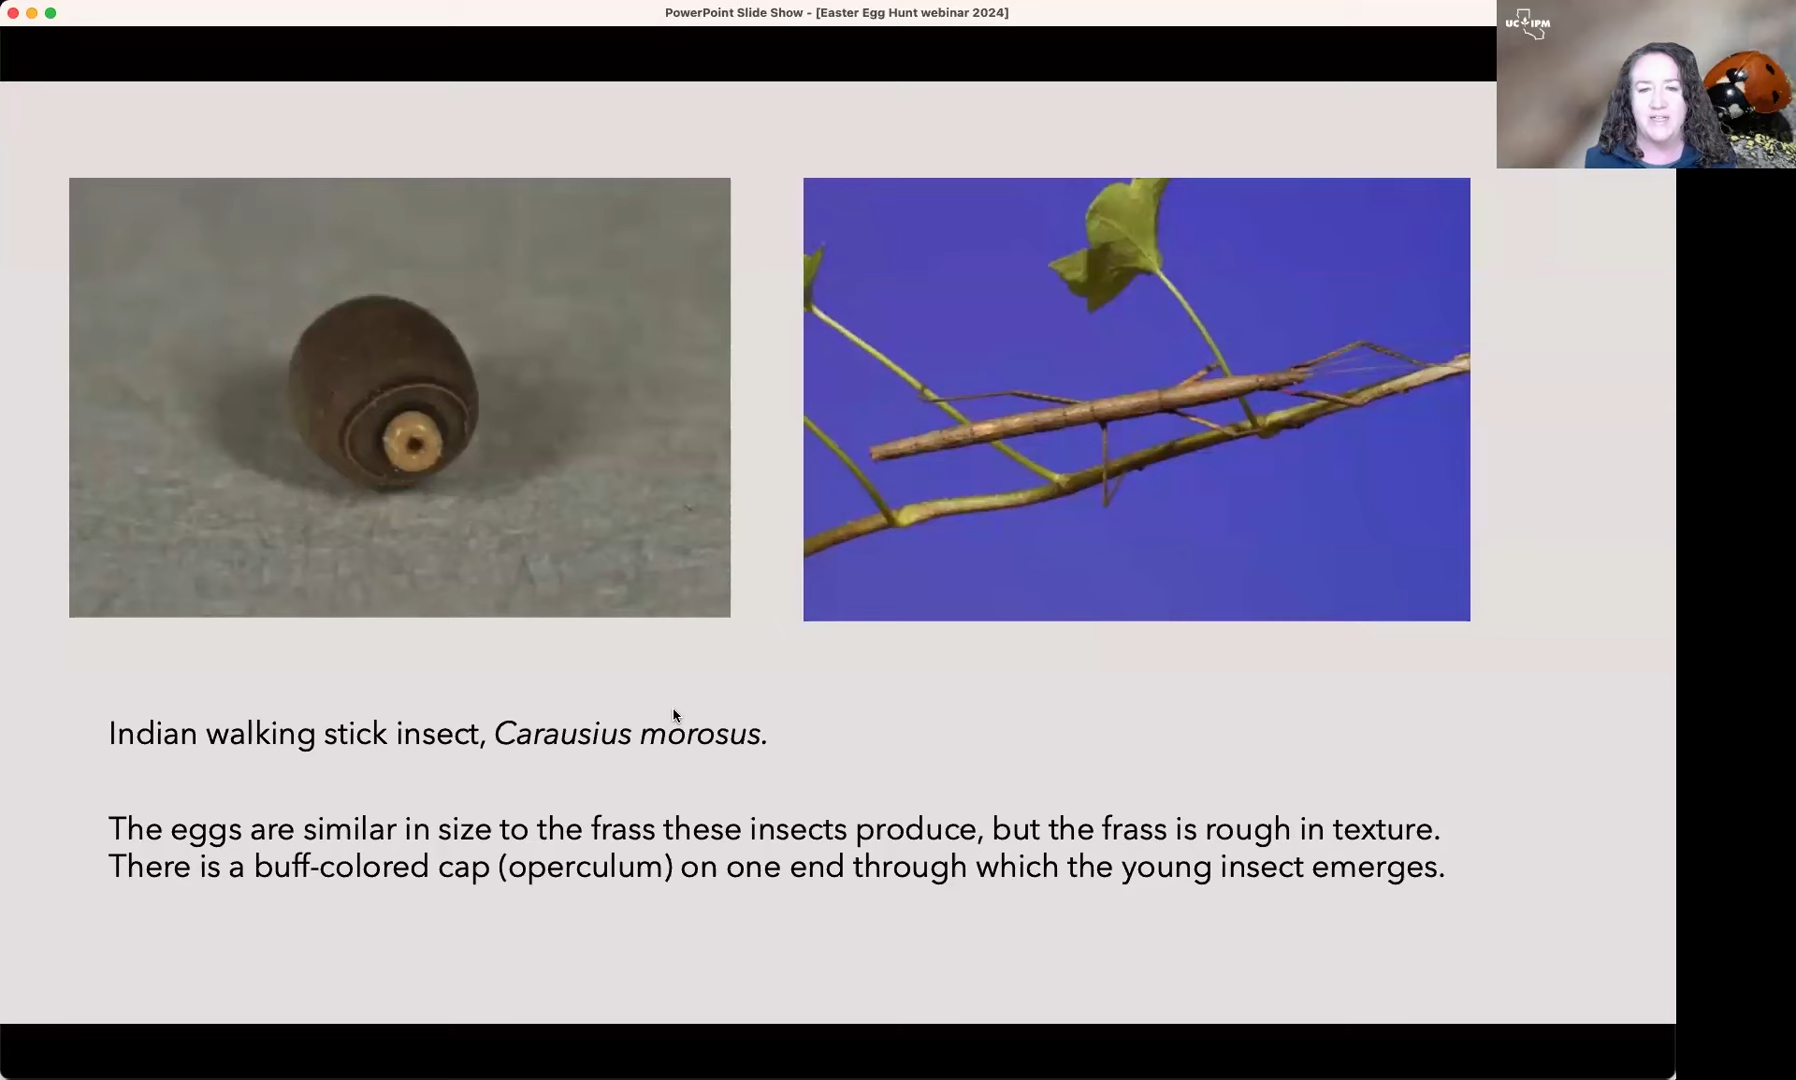 PowerPoint Slide Show - [Easter Egg Hunt webinar 2024]
UC IPM
Indian walking stick insect, Carausius morosus.
The eggs are similar in size to the frass these insects produce, but the frass is rough in texture.
There is a buff-colored cap (operculum) on one end through which the young insect emerges.